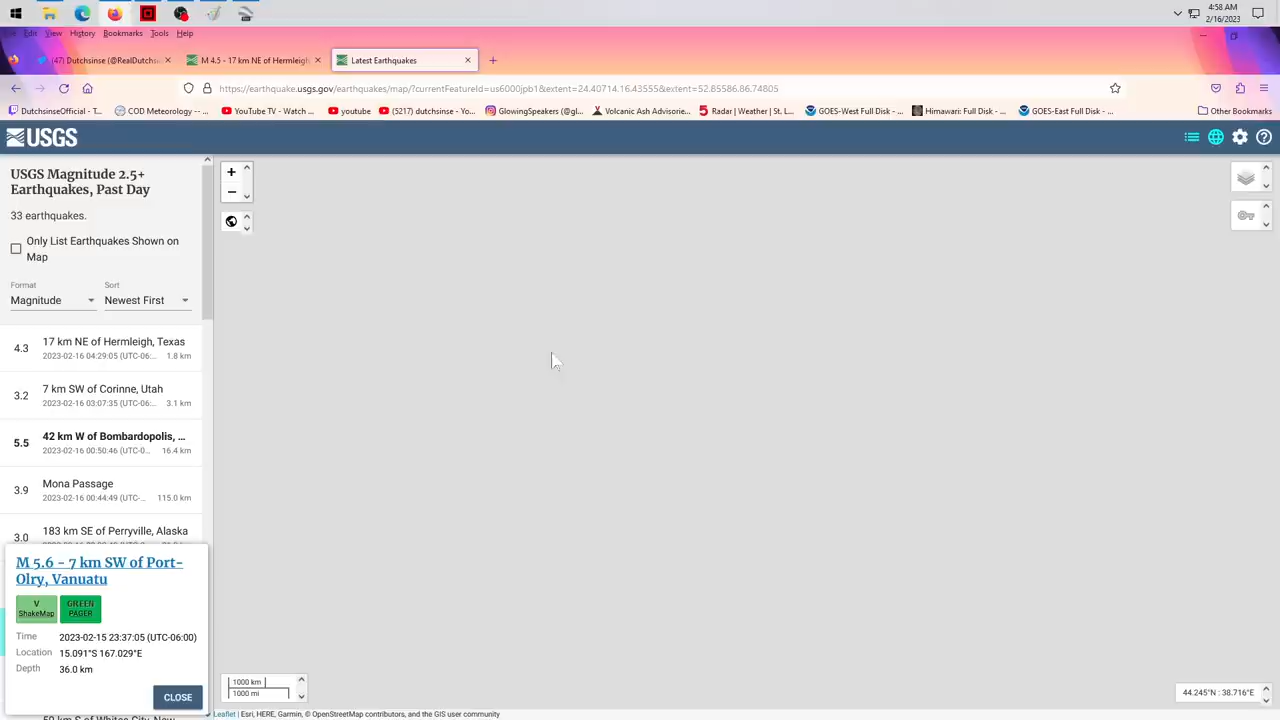 4:58 AM
2/16/2023
File Edit View History Bookmarks Tools Help
(47) Dutchsinse (@RealDutchs
M 4.5 - 17 km NE of Hermleigh
Latest Earthquakes
https://earthquake.usgs.gov/earthquakes/map/?currentFeatureId=us6000jpb1&extent=24.40714,16.43555&extent=52.85586,86.74805
DutchsinseOfficial - T... COD Meteorology -- ... YouTube TV - Watch ... youtube (5217) dutchsinse - Yo... GlowingSpeakers (@gl... Volcanic Ash Advisorie... Radar | Weather | St. L... GOES-West Full Disk - ... Himawari: Full Disk - ... GOES-East Full Disk - ... Other Bookmarks
USGS
USGS Magnitude 2.5+
Earthquakes, Past Day
33 earthquakes.
Only List Earthquakes Shown on
Map
Format Sort
Magnitude Newest First
4.3 17 km NE of Hermleigh, Texas
2023-02-16 04:29:05 (UTC-06:... 1.8 km
3.2 7 km SW of Corinne, Utah
2023-02-16 03:07:35 (UTC-06:... 3.1 km
5.5 42 km W of Bombardopolis, ...
2023-02-16 00:50:46 (UTC-0... 16.4 km
3.9 Mona Passage
2023-02-16 00:44:49 (UTC-... 115.0 km
3.0 183 km SE of Perryville, Alaska
M 5.6 - 7 km SW of Port-
Olry, Vanuatu
V
ShakeMap
GREEN
PAGER
Time 2023-02-15 23:37:05 (UTC-06:00)
Location 15.091°S 167.029°E
Depth 36.0 km
CLOSE
1000 km
1000 mi
44.245°N : 38.716°E
Leaflet | Esri, HERE, Garmin, © OpenStreetMap contributors, and the GIS user community